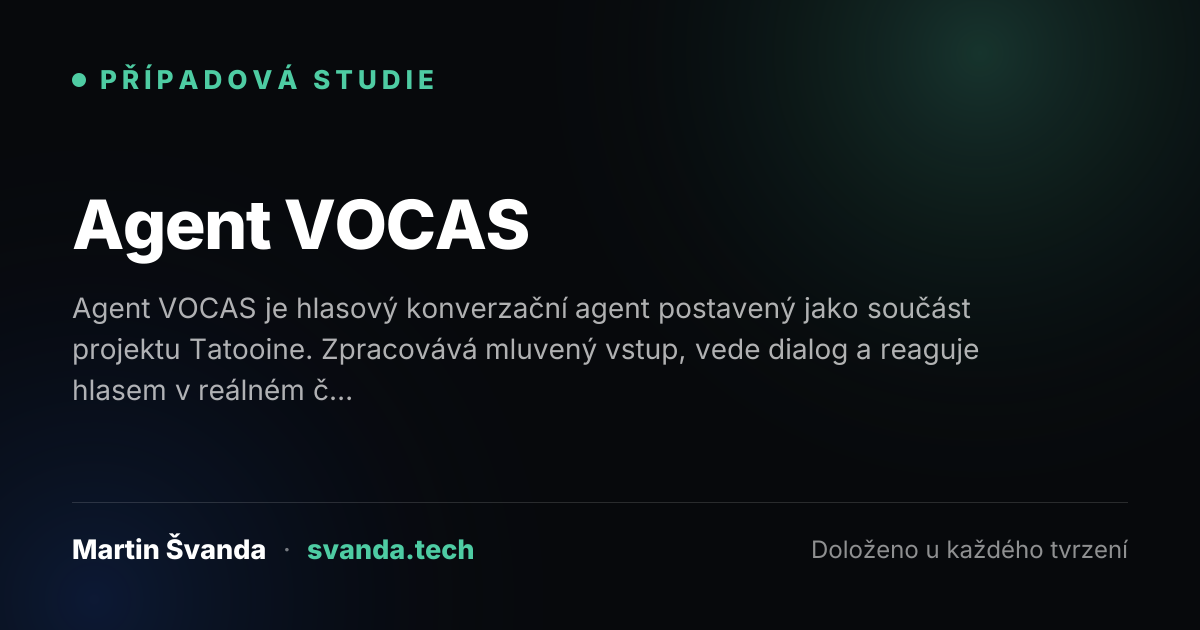 PŘÍPADOVÁ STUDIE
Agent VOCAS
Agent VOCAS je hlasový konverzační agent postavený jako součást
projektu Tatooine. Zpracovává mluvený vstup, vede dialog a reaguje
hlasem v reálném č…
Martin Švanda · svanda.tech
Doloženo u každého tvrzení